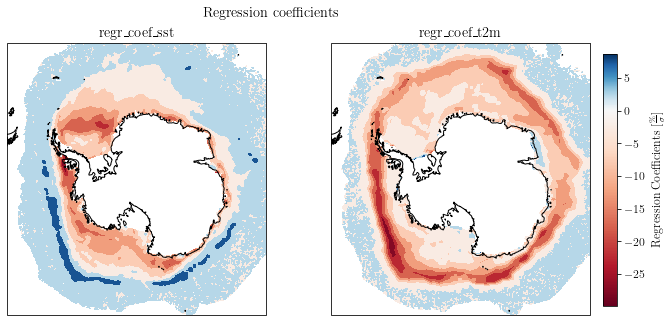 Regression coefficients
regr_coef_sst
regr_coef_t2m
5
0
−5
−10
−15
−20
−25
Regression Coefficients [%/σ]